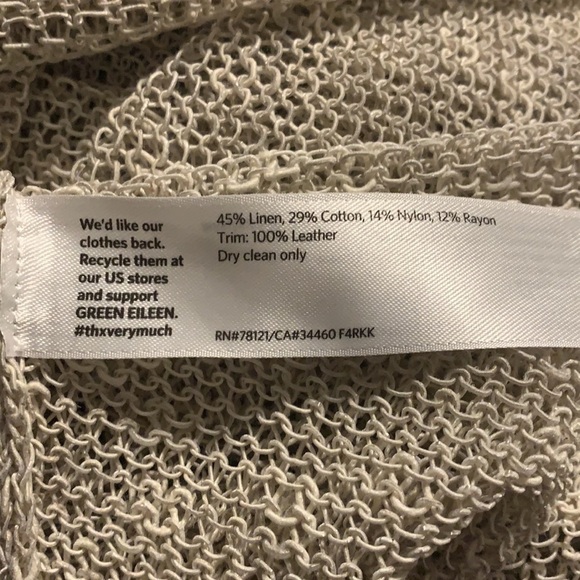 We'd like our
clothes back.
Recycle them at
our US stores
and support
GREEN EILEEN.
#thxverymuch
45% Linen, 29% Cotton, 14% Nylon, 12% Rayon
Trim: 100% Leather
Dry clean only
RN#78121/CA#34460 F4RKK